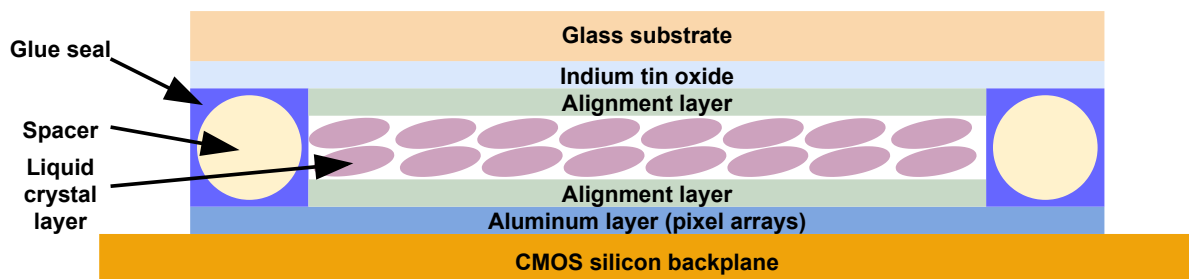 Glass substrate
Glue seal
Indium tin oxide
Alignment layer
Spacer
Liquid
crystal
layer
Alignment layer
Aluminum layer (pixel arrays)
CMOS silicon backplane